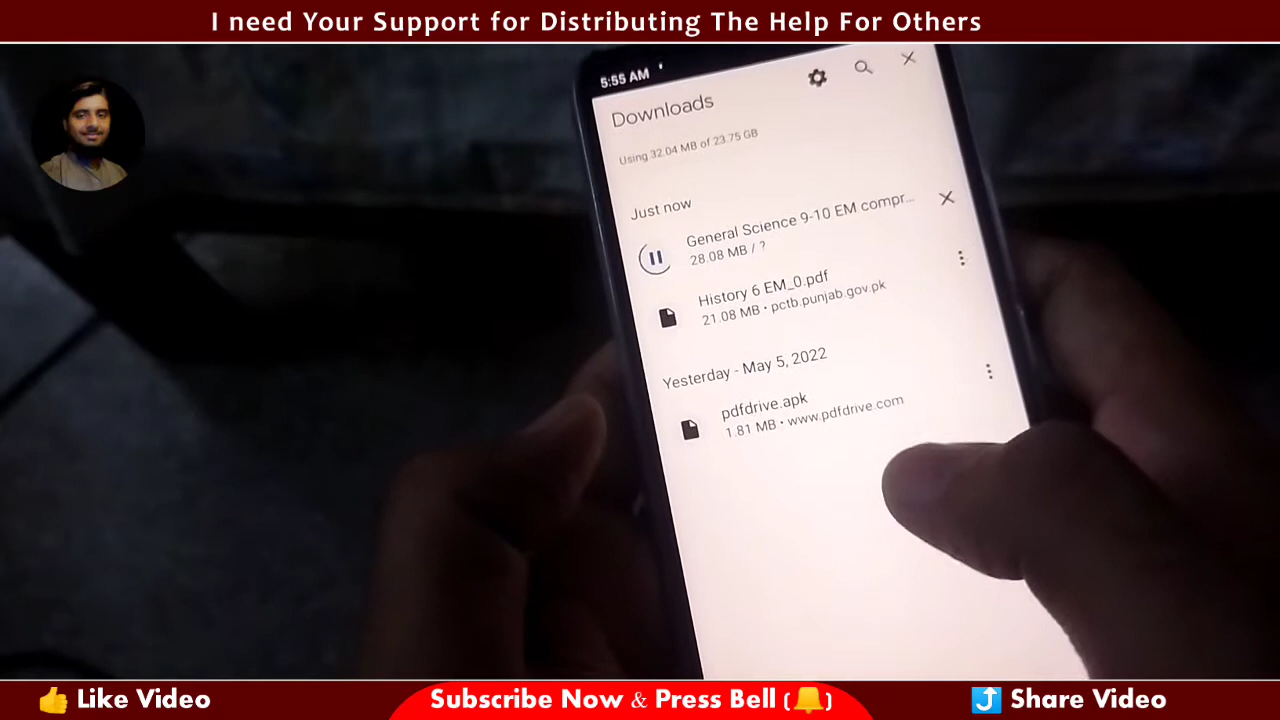 I need Your Support for Distributing The Help For Others
5:55 AM
Downloads
Using 32.04 MB of 23.75 GB
Just now
General Science 9-10 EM compr...
28.08 MB / ?
History 6 EM_0.pdf
21.08 MB • pctb.punjab.gov.pk
Yesterday - May 5, 2022
pdfdrive.apk
1.81 MB • www.pdfdrive.com
Like Video
Subscribe Now & Press Bell (🔔)
Share Video